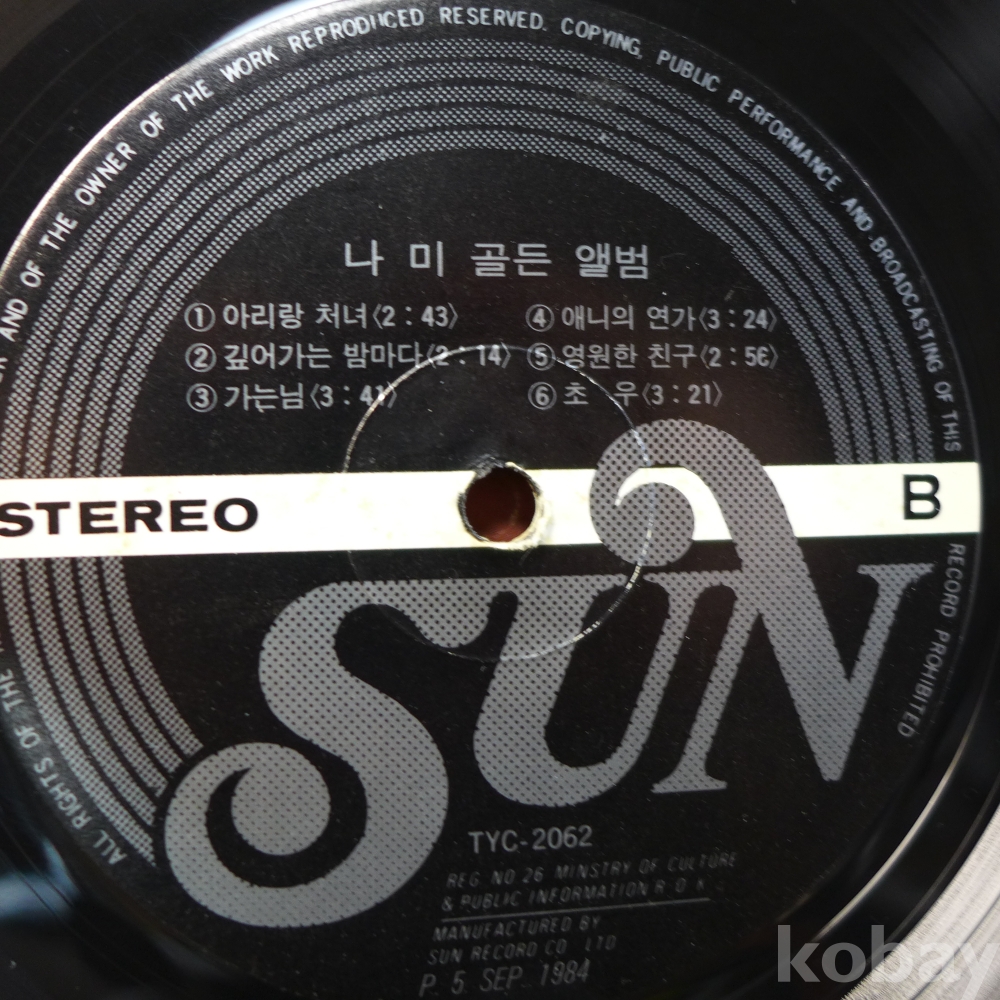 ALL RIGHTS OF THE
AND OF THE OWNER OF THE WORK REPRODUCED RESERVED. COPYING, PUBLIC PERFORMANCE AND BROADCASTING OF THIS RECORD PROHIBITED
나 미 골든 앨범
① 아리랑 처녀〈2 : 43〉
② 깊어가는 밤마다〈2 : 14〉
③ 가는님〈3 : 41〉
④ 애니의 연가〈3 : 24〉
⑤ 영원한 친구〈2 : 56〉
⑥ 초 우〈3 : 21〉
STEREO
B
SUN
TYC-2062
REG. NO 26 MINSTRY OF CULTURE
& PUBLIC INFORMATION R.O.K
MANUFACTURED BY
SUN RECORD CO. LTD
P. 5. SEP. 1984
kobay